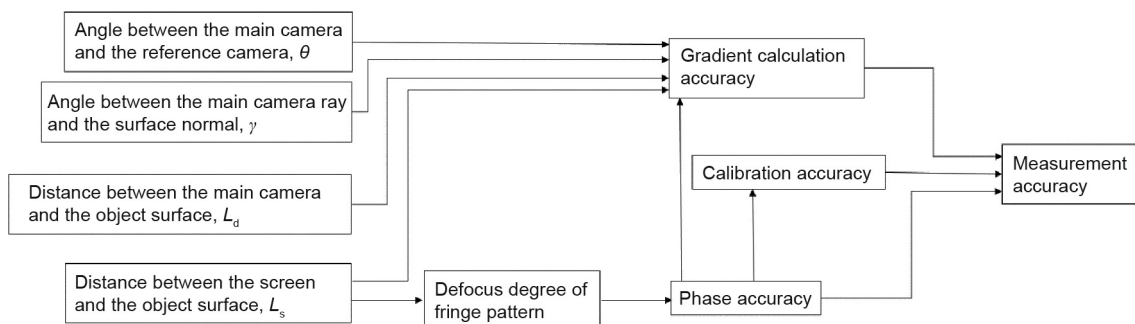 Angle between the main camera
and the reference camera, θ
Gradient calculation
accuracy
Angle between the main camera ray
and the surface normal, γ
Calibration accuracy
Measurement
accuracy
Distance between the main camera
and the object surface, Ld
Distance between the screen
and the object surface, Ls
Defocus degree of
fringe pattern
Phase accuracy